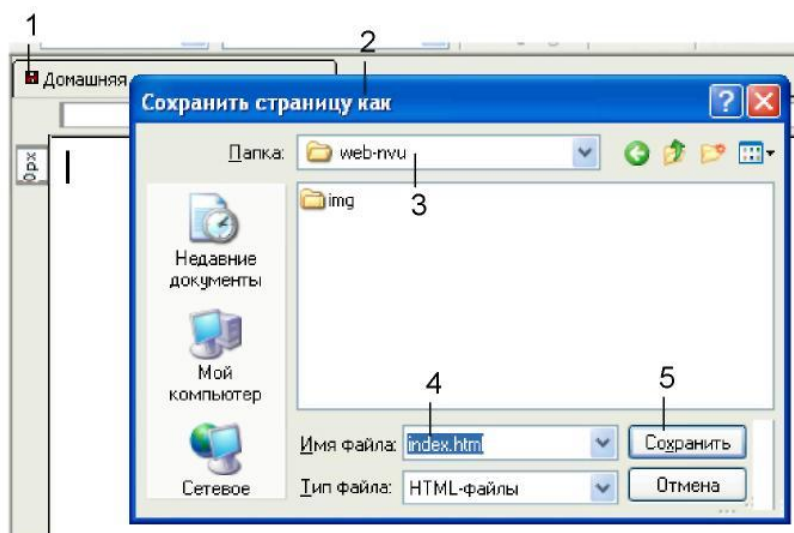 1
2
Домашняя
Сохранить страницу как
?
Папка:
web-nvu
0px
3
img
Недавние
документы
Мой
компьютер
4
5
Имя файла: index.html Сохранить
Сетевое
Тип файла: HTML-файлы Отмена